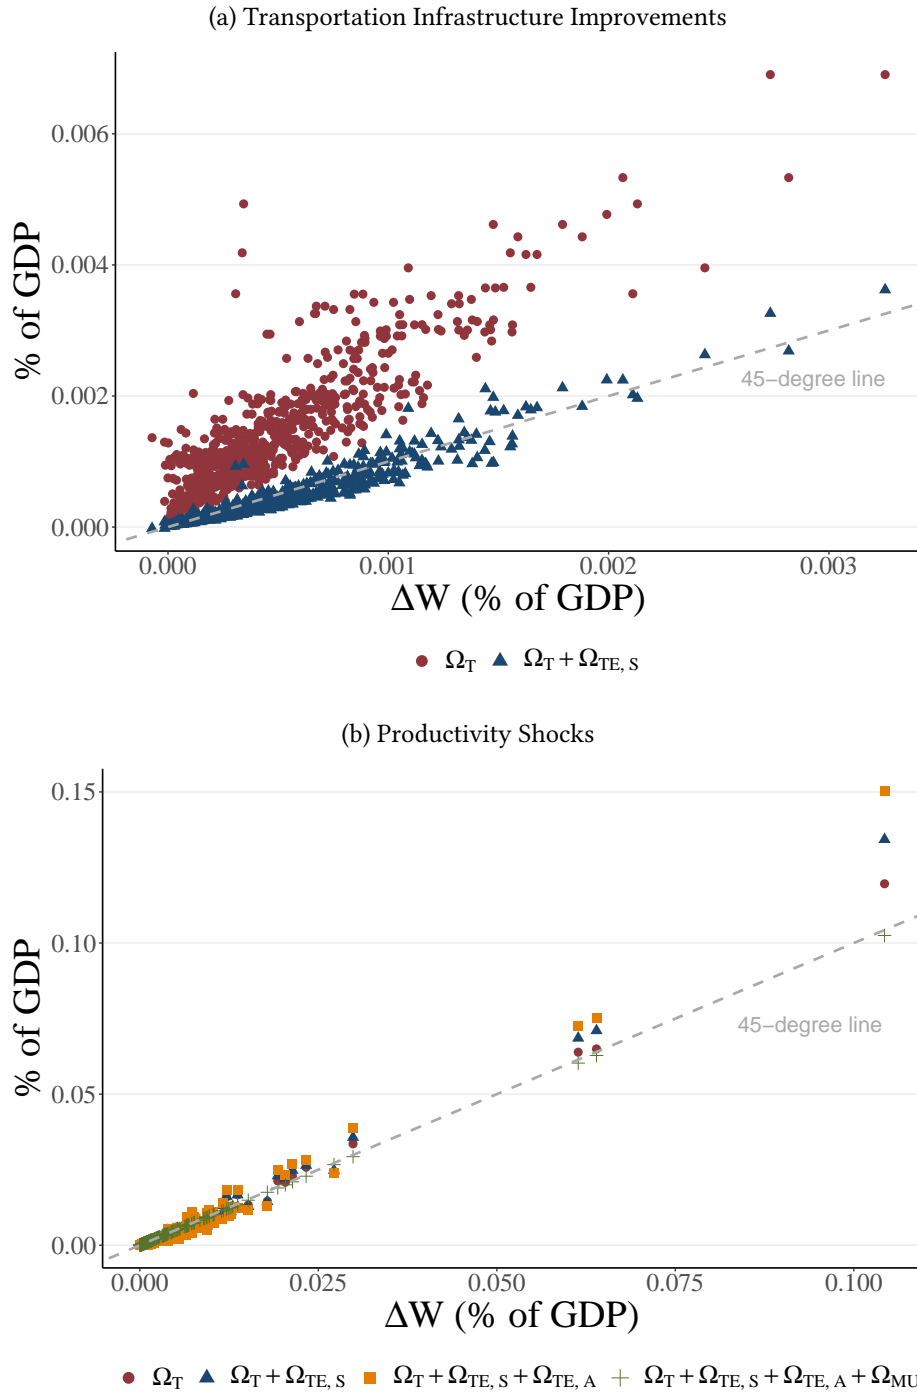 (a) Transportation Infrastructure Improvements
% of GDP
0.006
0.004
0.002
0.000
45−degree line
0.000 0.001 0.002 0.003
ΔW (% of GDP)
Ω_T Ω_T + Ω_TE, S
(b) Productivity Shocks
% of GDP
0.15
0.10
0.05
0.00
45−degree line
0.000 0.025 0.050 0.075 0.100
ΔW (% of GDP)
Ω_T Ω_T + Ω_TE, S Ω_T + Ω_TE, S + Ω_TE, A Ω_T + Ω_TE, S + Ω_TE, A + Ω_MU